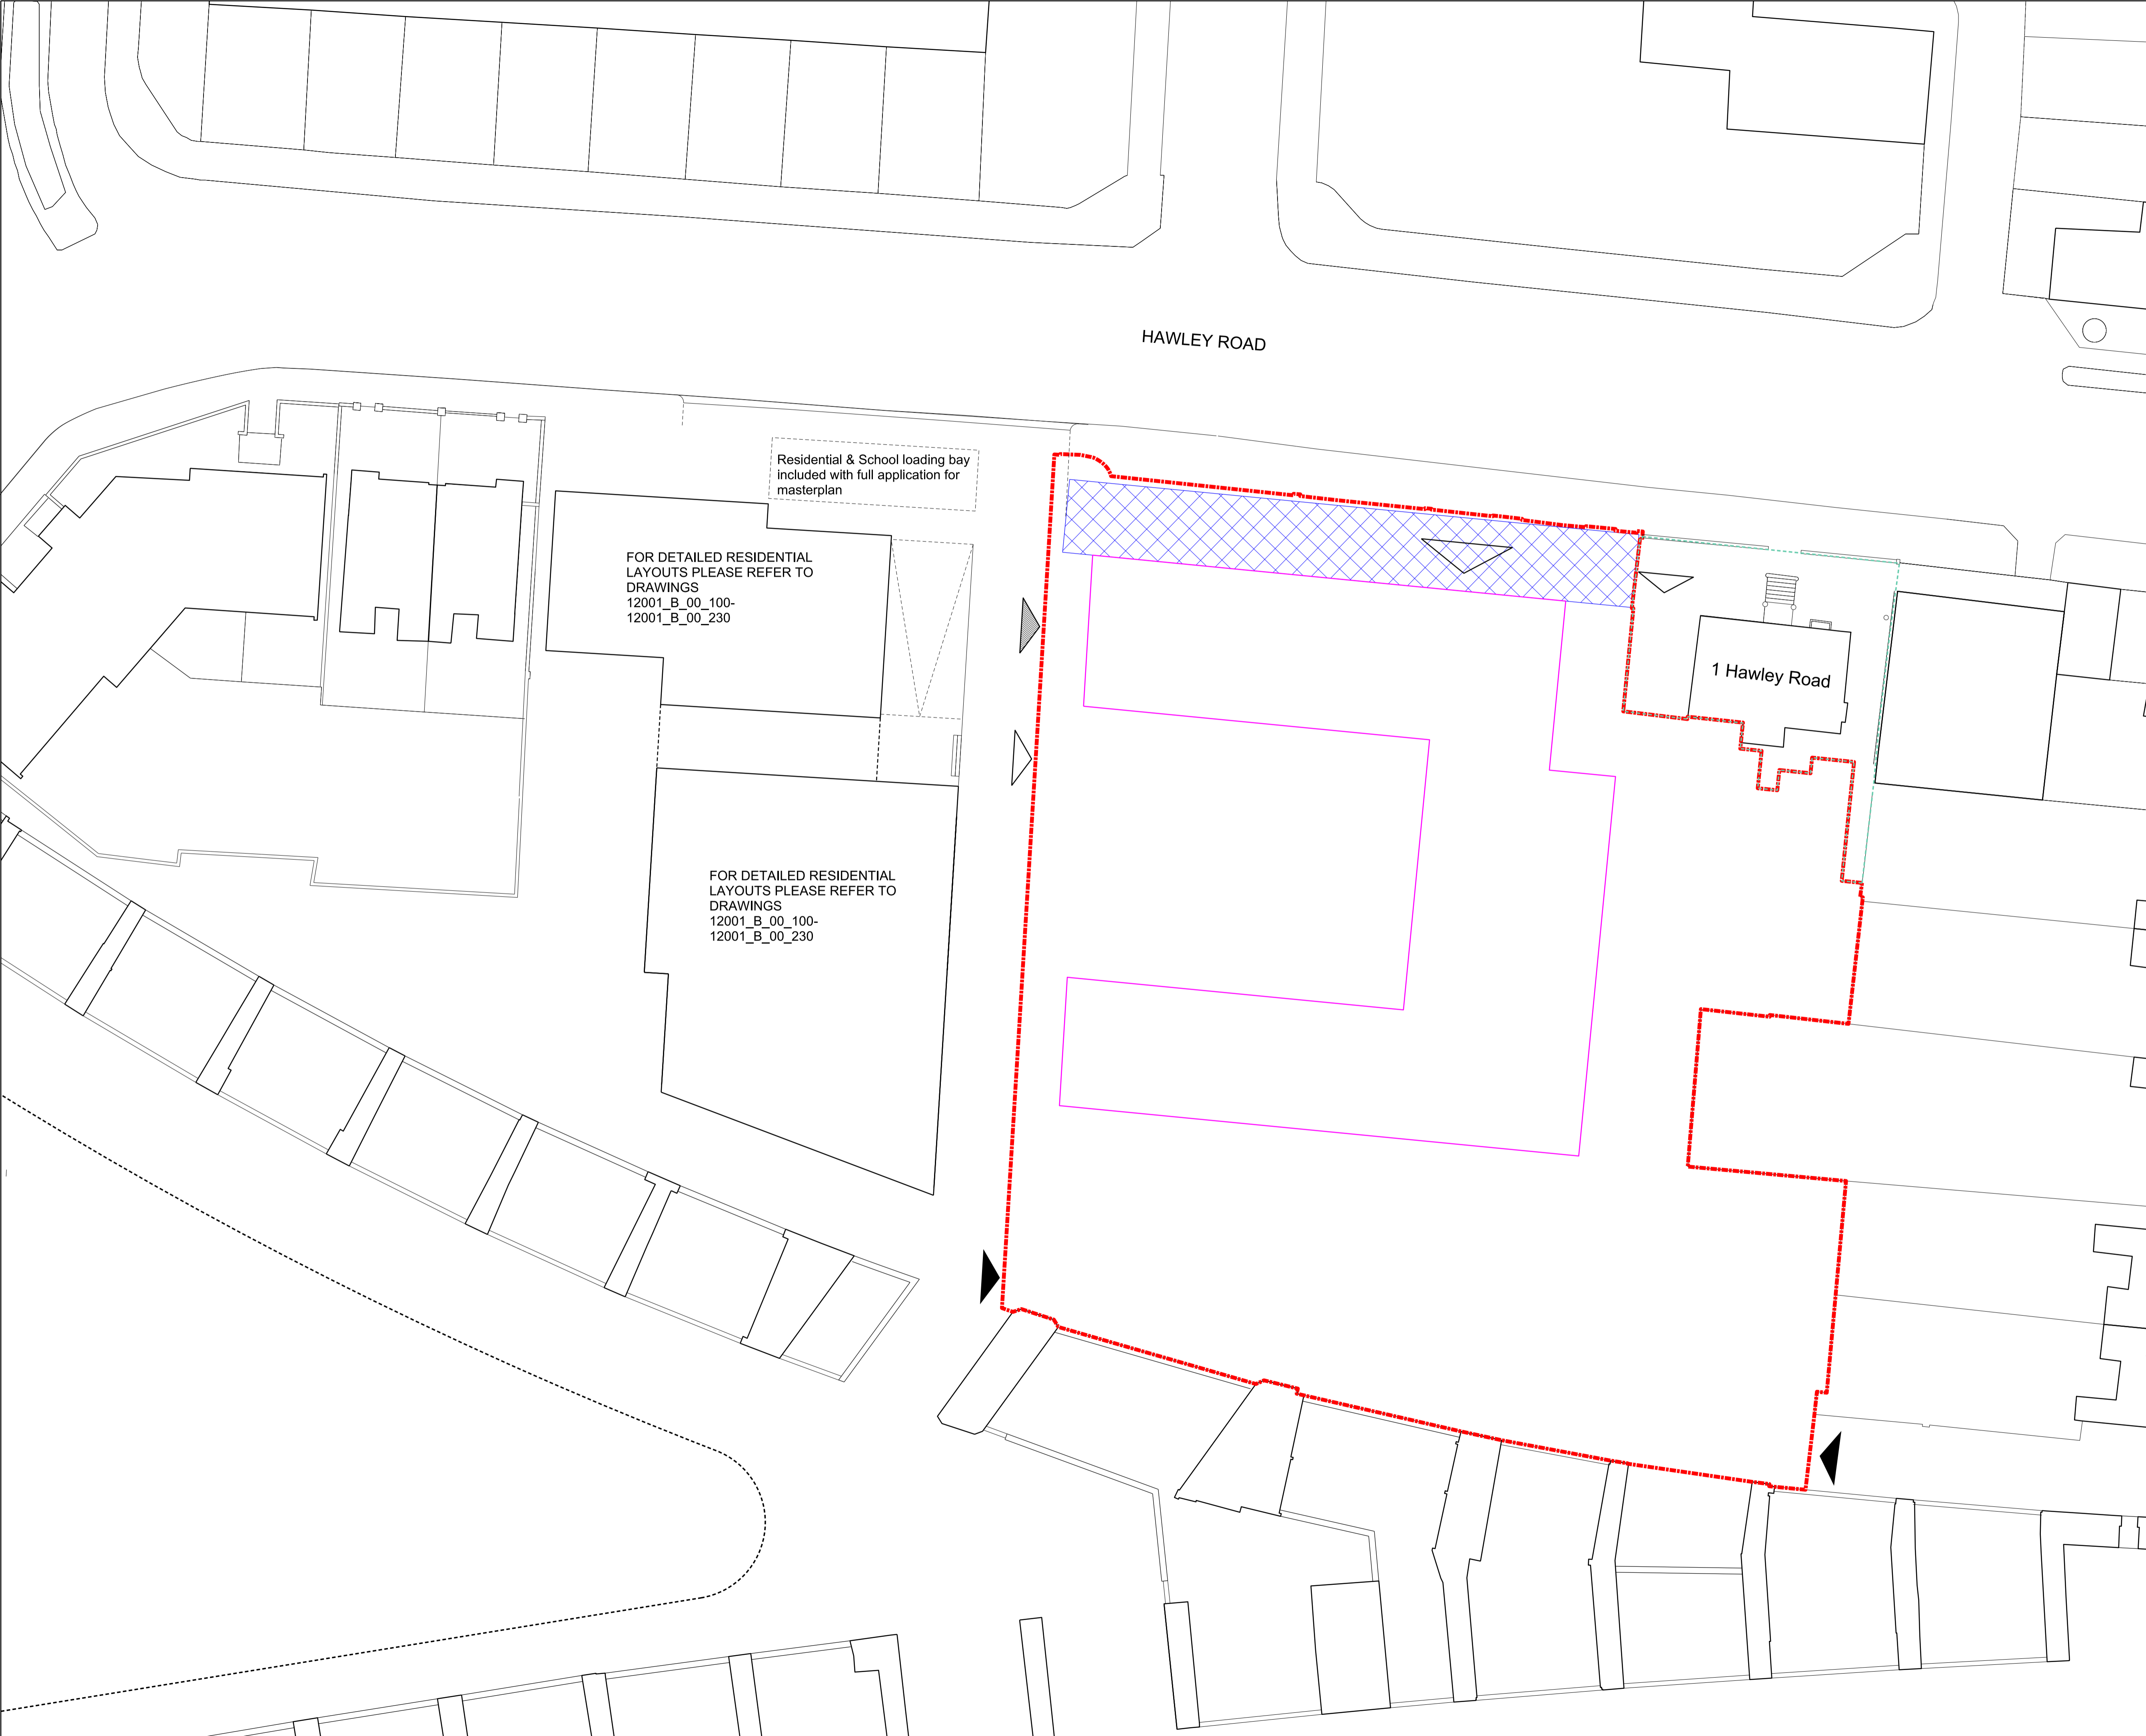 HAWLEY ROAD
Residential & School loading bay
included with full application for
masterplan
FOR DETAILED RESIDENTIAL
LAYOUTS PLEASE REFER TO
DRAWINGS
12001_B_00_100-
12001_B_00_230
1 Hawley Road
FOR DETAILED RESIDENTIAL
LAYOUTS PLEASE REFER TO
DRAWINGS
12001_B_00_100-
12001_B_00_230